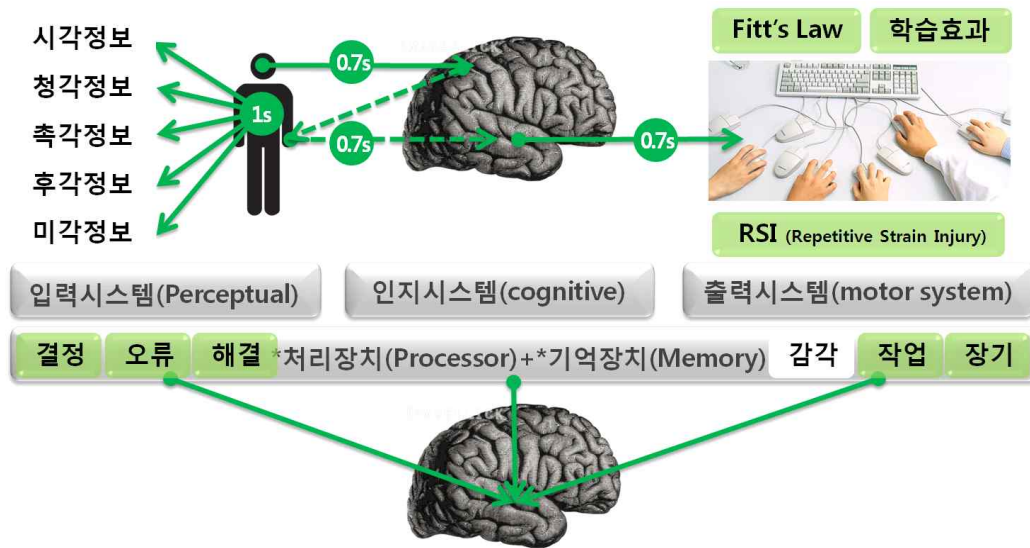 시각정보
청각정보
촉각정보
후각정보
미각정보
1s
0.7s
0.7s
0.7s
Fitt's Law
학습효과
RSI (Repetitive Strain Injury)
입력시스템(Perceptual)
인지시스템(cognitive)
출력시스템(motor system)
결정 오류 해결 *처리장치(Processor)+*기억장치(Memory) 감각 작업 장기